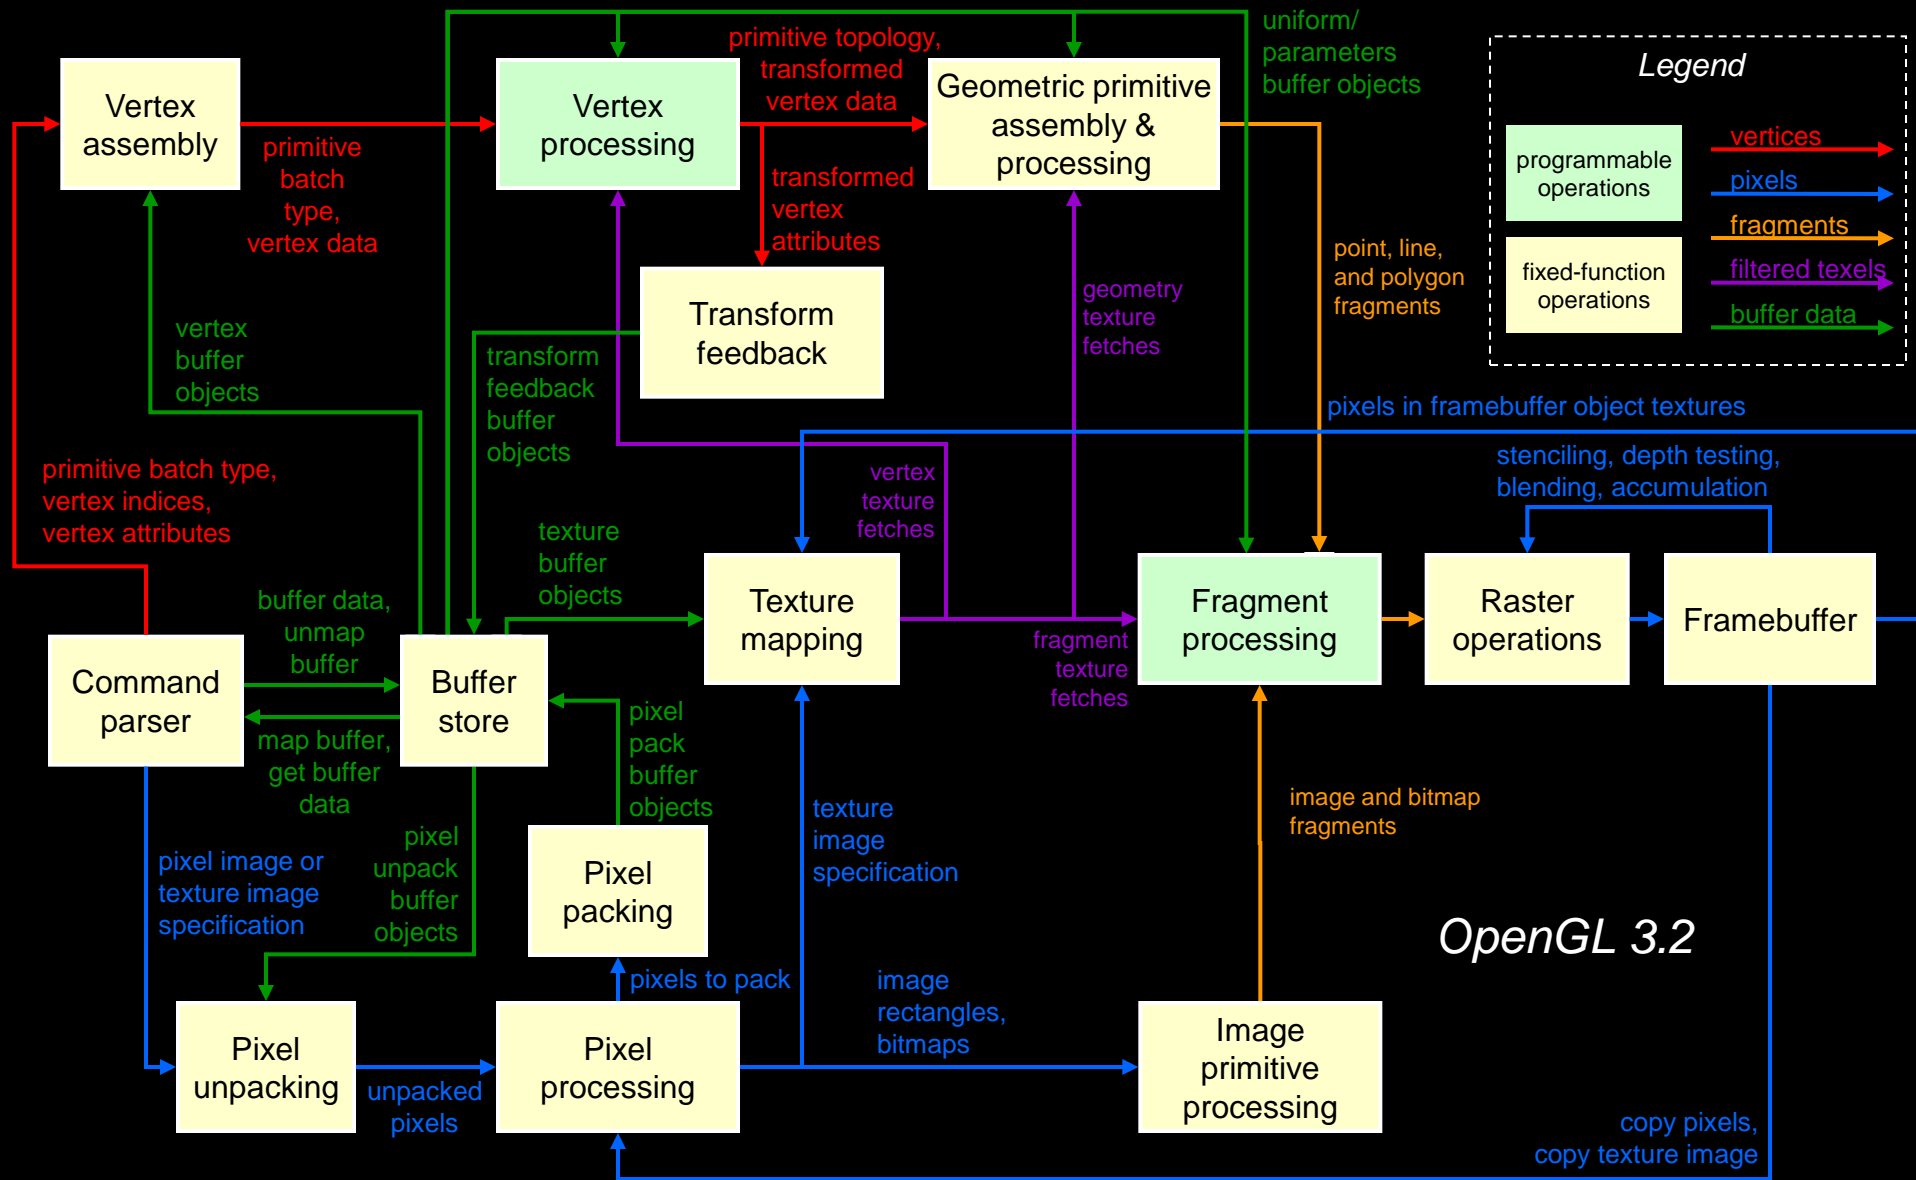 uniform/
parameters
buffer objects
primitive topology,
transformed
vertex data
Legend
Vertex
assembly
Vertex
processing
Geometric primitive
assembly &
processing
primitive
batch
type,
vertex data
transformed
vertex
attributes
programmable
operations
fixed-function
operations
vertices
pixels
fragments
filtered texels
buffer data
point, line,
and polygon
fragments
geometry
texture
fetches
Transform
feedback
vertex
buffer
objects
transform
feedback
buffer
objects
pixels in framebuffer object textures
stenciling, depth testing,
blending, accumulation
primitive batch type,
vertex indices,
vertex attributes
vertex
texture
fetches
texture
buffer
objects
Texture
mapping
Fragment
processing
Raster
operations
Framebuffer
fragment
texture
fetches
buffer data,
unmap
buffer
Command
parser
Buffer
store
map buffer,
get buffer
data
pixel
pack
buffer
objects
pixel image or
texture image
specification
pixel
unpack
buffer
objects
Pixel
packing
texture
image
specification
image and bitmap
fragments
OpenGL 3.2
pixels to pack
image
rectangles,
bitmaps
Pixel
unpacking
unpacked
pixels
Pixel
processing
Image
primitive
processing
copy pixels,
copy texture image